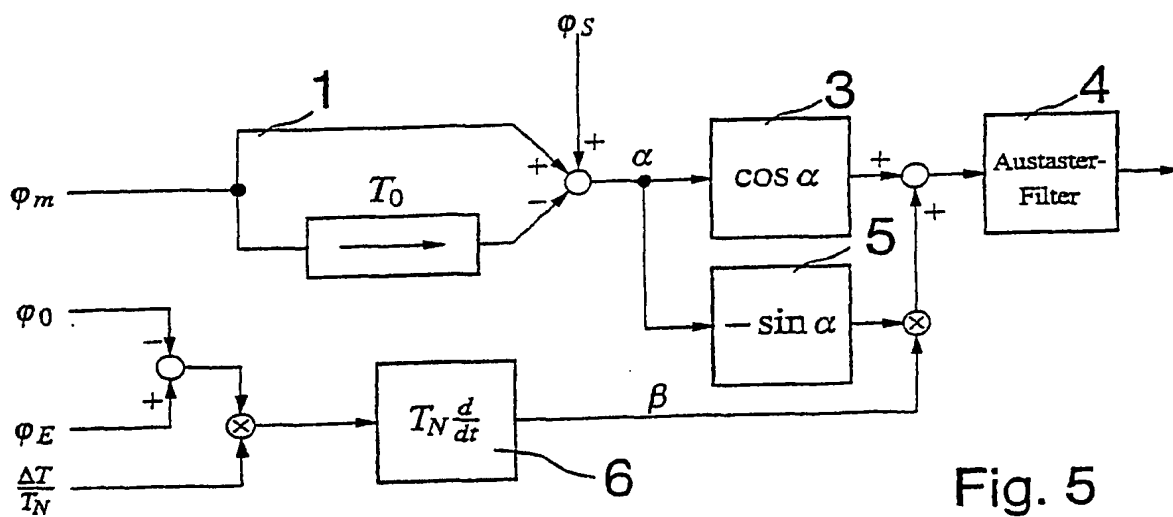 φS
1
3
4
+
+
−
α
cos α
+
+
Austaster-
Filter
φm
T0
5
− sin α
×
φ0
−
+
φE
×
TN d/dt
β
6
ΔT/TN
Fig. 5